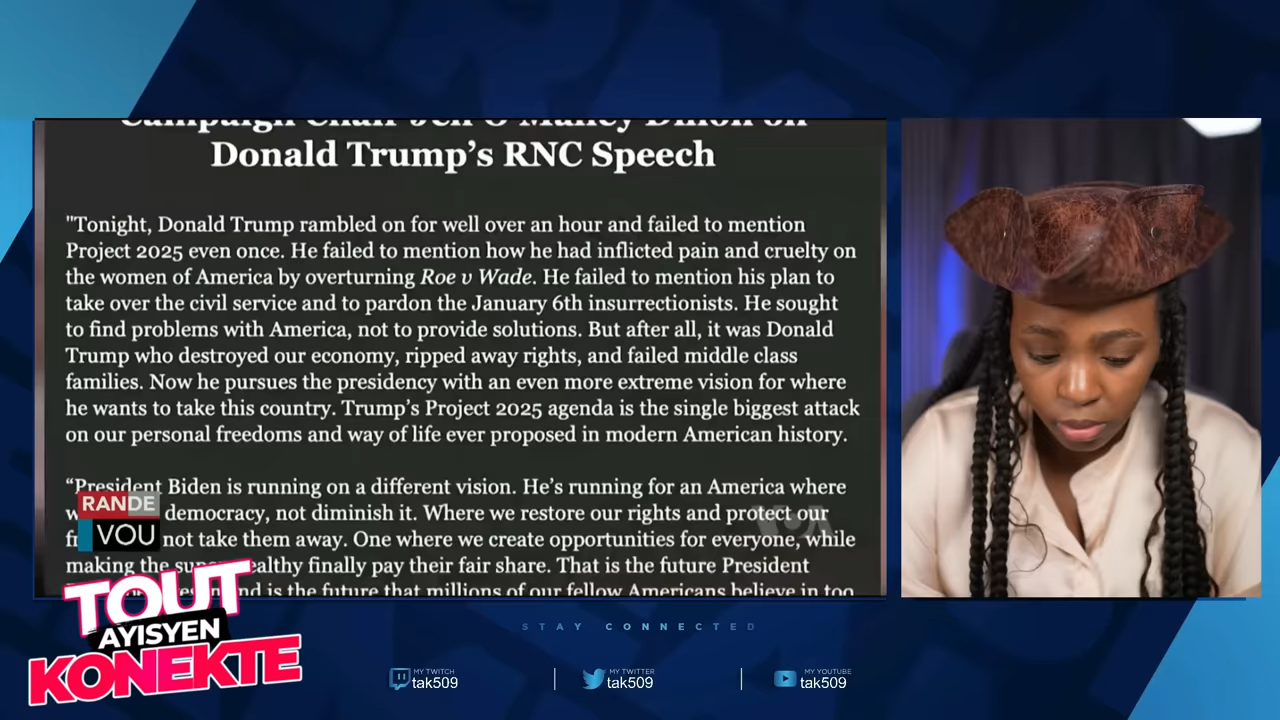 Campaign Chair Jen O'Malley Dillon on
Donald Trump's RNC Speech
"Tonight, Donald Trump rambled on for well over an hour and failed to mention
Project 2025 even once. He failed to mention how he had inflicted pain and cruelty on
the women of America by overturning Roe v Wade. He failed to mention his plan to
take over the civil service and to pardon the January 6th insurrectionists. He sought
to find problems with America, not to provide solutions. But after all, it was Donald
Trump who destroyed our economy, ripped away rights, and failed middle class
families. Now he pursues the presidency with an even more extreme vision for where
he wants to take this country. Trump's Project 2025 agenda is the single biggest attack
on our personal freedoms and way of life ever proposed in modern American history.
“President Biden is running on a different vision. He's running for an America where
democracy, not diminish it. Where we restore our rights and protect our
not take them away. One where we create opportunities for everyone, while
making the wealthy finally pay their fair share. That is the future President
is the future that millions of our fellow Americans believe in too
RANDE
VOU
VOA
TOUT
AYISYEN
KONEKTE
STAY CONNECTED
MY TWITCH
tak509
MY TWITTER
tak509
MY YOUTUBE
tak509